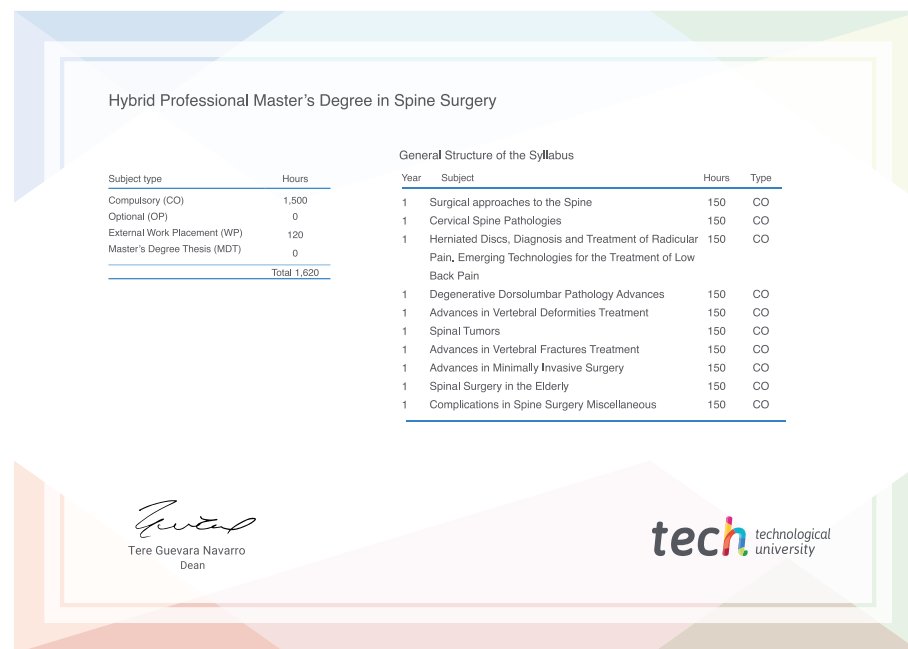 Hybrid Professional Master’s Degree in Spine Surgery
Subject type Hours
Compulsory (CO) 1,500
Optional (OP) 0
External Work Placement (WP) 120
Master’s Degree Thesis (MDT) 0
Total 1,620
General Structure of the Syllabus
Year Subject Hours Type
1 Surgical approaches to the Spine 150 CO
1 Cervical Spine Pathologies 150 CO
1 Herniated Discs, Diagnosis and Treatment of Radicular 150 CO
Pain. Emerging Technologies for the Treatment of Low
Back Pain
1 Degenerative Dorsolumbar Pathology Advances 150 CO
1 Advances in Vertebral Deformities Treatment 150 CO
1 Spinal Tumors 150 CO
1 Advances in Vertebral Fractures Treatment 150 CO
1 Advances in Minimally Invasive Surgery 150 CO
1 Spinal Surgery in the Elderly 150 CO
1 Complications in Spine Surgery Miscellaneous 150 CO
Tere Guevara Navarro
Dean
tech technological
university